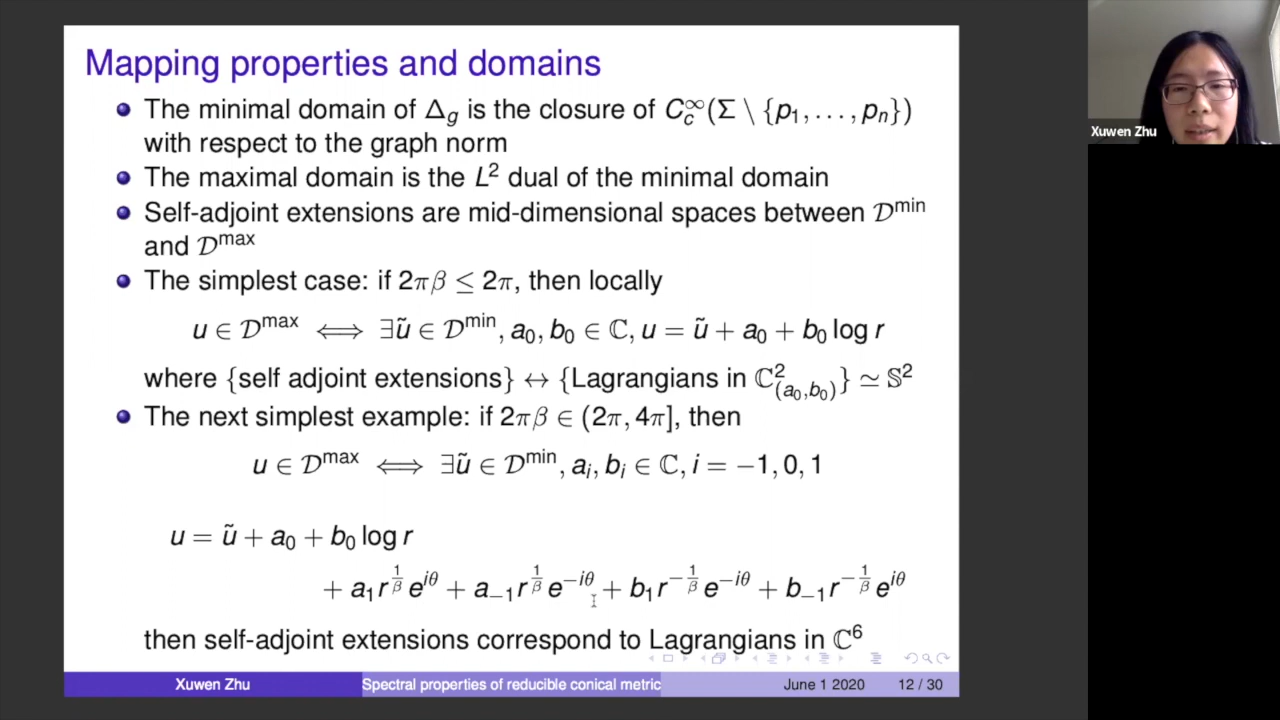 Mapping properties and domains
The minimal domain of Δ_g is the closure of C_c^∞(Σ \ {p_1, . . . , p_n})
with respect to the graph norm
The maximal domain is the L^2 dual of the minimal domain
Self-adjoint extensions are mid-dimensional spaces between 𝒟^min
and 𝒟^max
The simplest case: if 2πβ ≤ 2π, then locally
u ∈ 𝒟^max ⟺ ∃ũ ∈ 𝒟^min, a_0, b_0 ∈ ℂ, u = ũ + a_0 + b_0 log r
where {self adjoint extensions} ↔ {Lagrangians in ℂ^2_(a_0,b_0)} ≃ 𝕊^2
The next simplest example: if 2πβ ∈ (2π, 4π], then
u ∈ 𝒟^max ⟺ ∃ũ ∈ 𝒟^min, a_i, b_i ∈ ℂ, i = −1, 0, 1
u = ũ + a_0 + b_0 log r
+ a_1 r^{1/β} e^{iθ} + a_{−1} r^{1/β} e^{−iθ} + b_1 r^{−1/β} e^{−iθ} + b_{−1} r^{−1/β} e^{iθ}
then self-adjoint extensions correspond to Lagrangians in ℂ^6
Xuwen Zhu Spectral properties of reducible conical metric June 1 2020 12 / 30
Xuwen Zhu